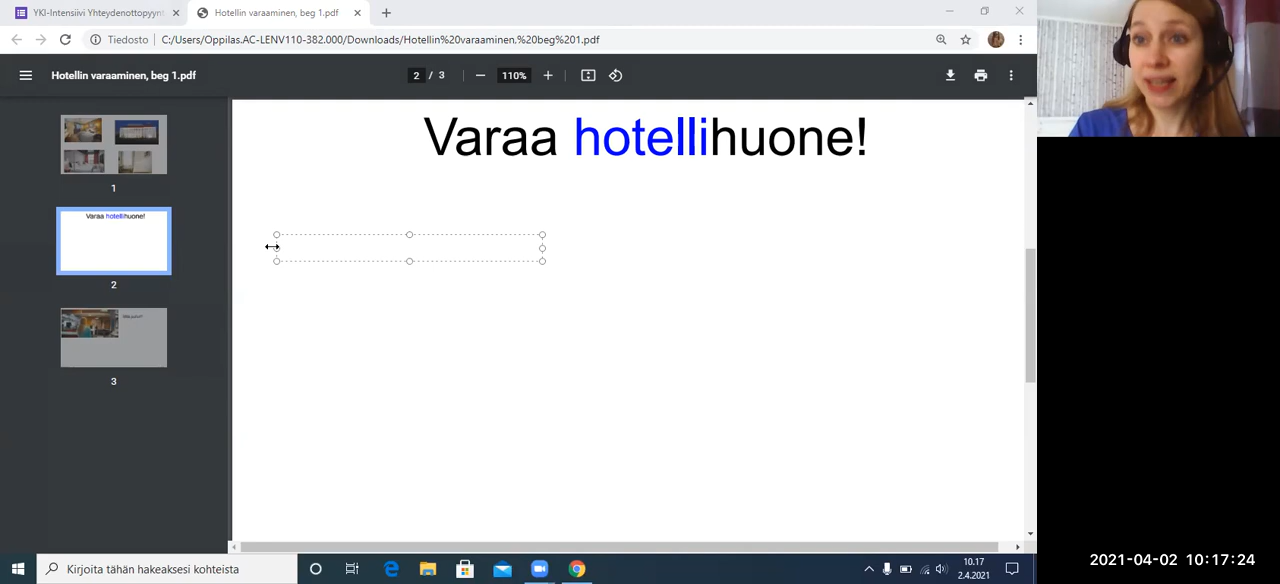 YKI-Intensiivi Yhteydenottopyynt
Hotellin varaaminen, beg 1.pdf
Tiedosto
C:/Users/Oppilas.AC-LENV110-382.000/Downloads/Hotellin%20varaaminen,%20beg%201.pdf
Hotellin varaaminen, beg 1.pdf
2 / 3
110%
Varaa hotellihuone!
1
Varaa hotellihuone!
2
3
Kirjoita tähän hakeaksesi kohteista
10.17
2.4.2021
2021-04-02 10:17:24